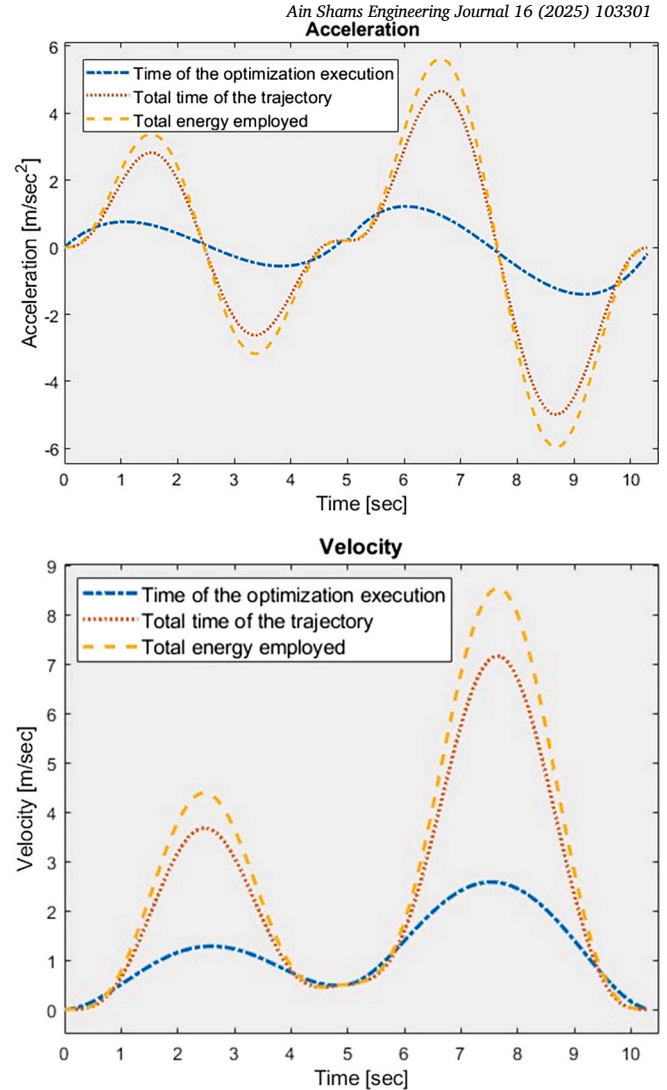 Ain Shams Engineering Journal 16 (2025) 103301
Acceleration
Time of the optimization execution
Total time of the trajectory
Total energy employed
6
4
2
0
-2
-4
-6
Acceleration [m/sec²]
0 1 2 3 4 5 6 7 8 9 10
Time [sec]
Velocity
Time of the optimization execution
Total time of the trajectory
Total energy employed
9
8
7
6
5
4
3
2
1
0
Velocity [m/sec]
0 1 2 3 4 5 6 7 8 9 10
Time [sec]